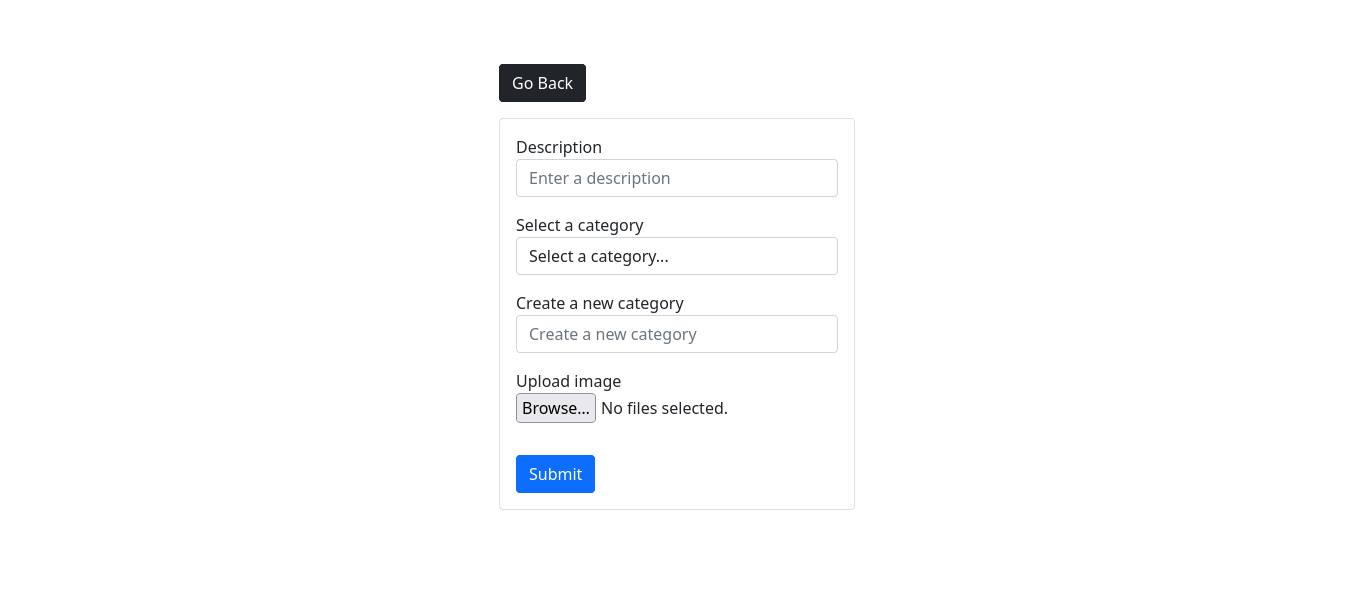 Go Back
Description
Enter a description
Select a category
Select a category...
Create a new category
Create a new category
Upload image
Browse... No files selected.
Submit